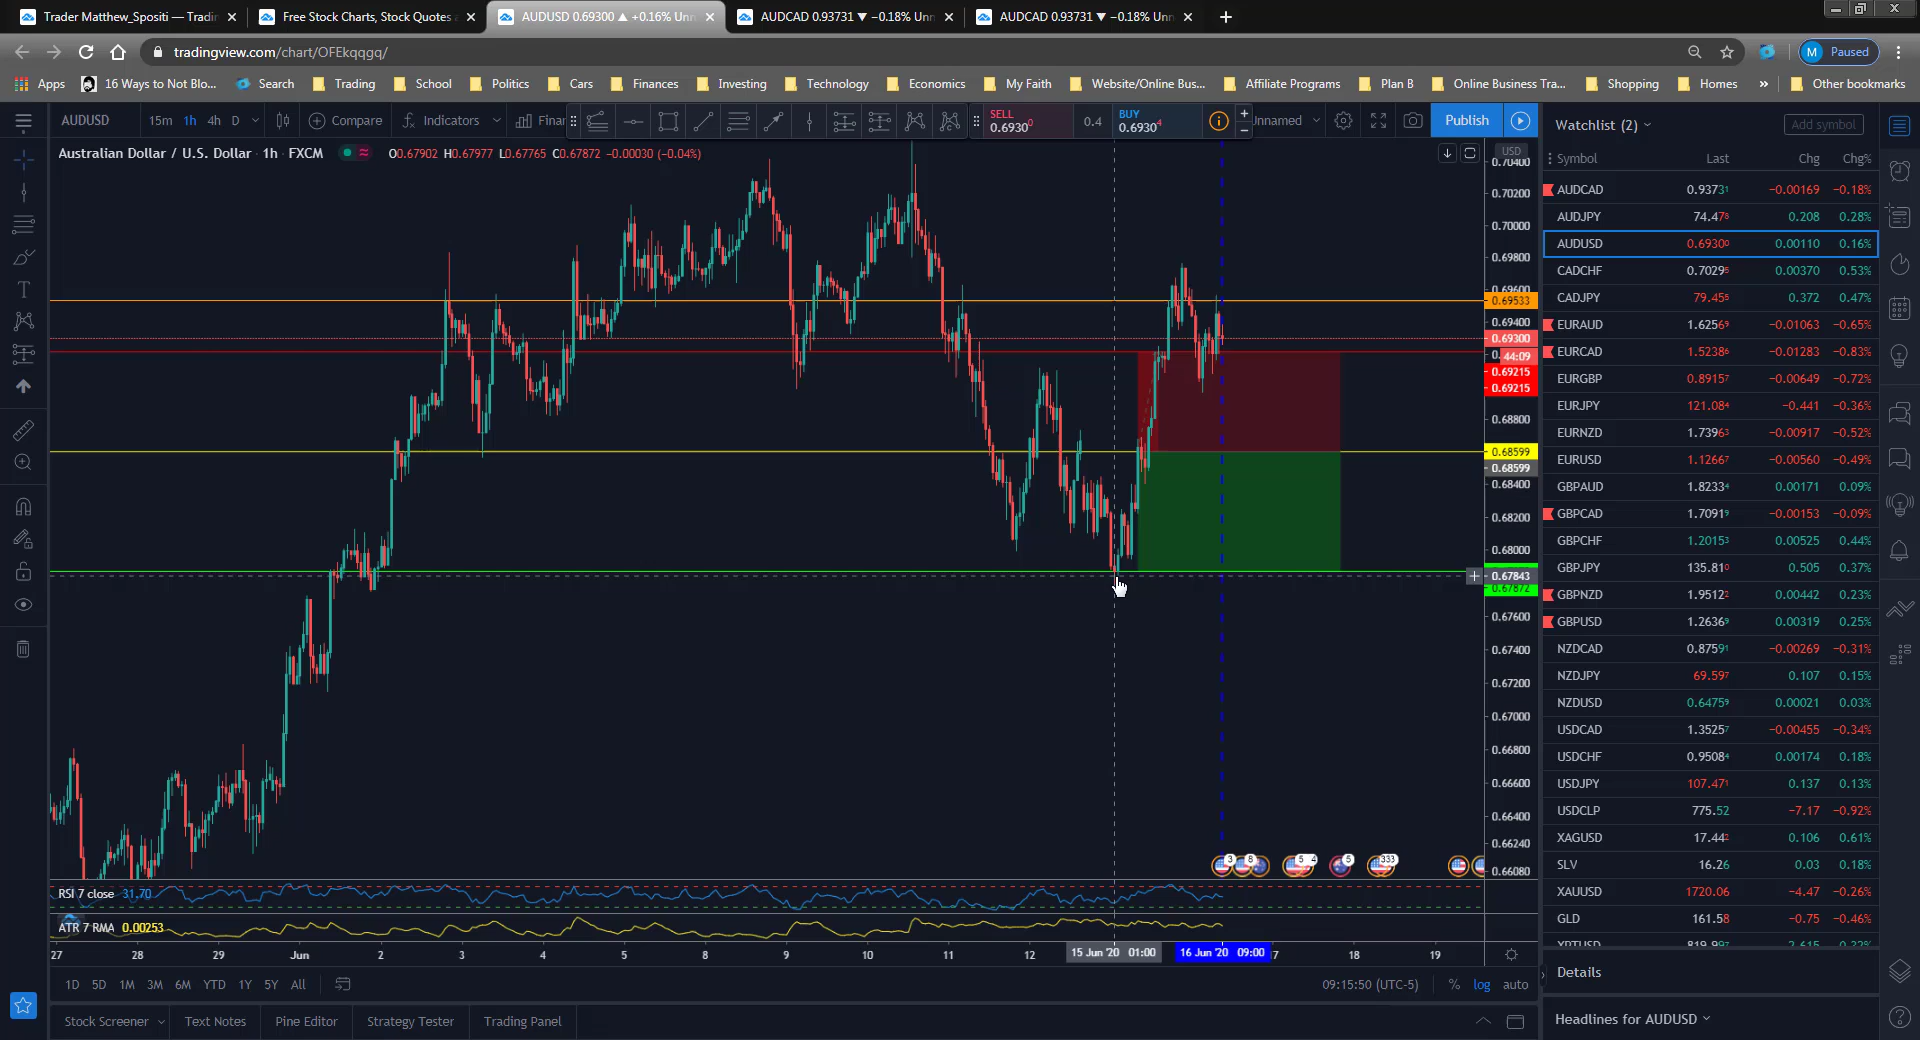 Trader Matthew_Spositi — Tradin
Free Stock Charts, Stock Quotes a
AUDUSD 0.69300 ▲ +0.16% Unn
AUDCAD 0.93731 ▼ −0.18% Unn
AUDCAD 0.93731 ▼ −0.18% Unn
tradingview.com/chart/OFEkqqgq/
M Paused
Apps 16 Ways to Not Blo... Search Trading School Politics Cars Finances Investing Technology Economics My Faith Website/Online Bus... Affiliate Programs Plan B Online Business Tra... Shopping Homes » Other bookmarks
AUDUSD 15m 1h 4h D Compare Indicators Finan
SELL 0.69300
0.4
BUY 0.69304
Unnamed Publish
Australian Dollar / U.S. Dollar · 1h · FXCM
O0.67902 H0.67977 L0.67765 C0.67872 −0.00030 (−0.04%)
USD
0.70400
0.70200
0.70000
0.69800
0.69600
0.69533
0.69400
0.69300
44:09
0.69215
0.69215
0.68800
0.68599
0.68599
0.68400
0.68200
0.68000
0.67843
0.67872
0.67600
0.67400
0.67200
0.67000
0.66800
0.66600
0.66400
0.66240
0.66080
3 8 5 4 5 333
RSI 7 close 31.70
ATR 7 RMA 0.00253
27 28 29 Jun 2 3 4 5 8 9 10 11 12 15 Jun '20 01:00 16 Jun '20 09:00 7 18 19
1D 5D 1M 3M 6M YTD 1Y 5Y All
09:15:50 (UTC-5) % log auto
Stock Screener Text Notes Pine Editor Strategy Tester Trading Panel
Watchlist (2) Add symbol
Symbol Last Chg Chg%
AUDCAD 0.93731 −0.00169 −0.18%
AUDJPY 74.476 0.208 0.28%
AUDUSD 0.69300 0.00110 0.16%
CADCHF 0.70295 0.00370 0.53%
CADJPY 79.455 0.372 0.47%
EURAUD 1.62569 −0.01063 −0.65%
EURCAD 1.52386 −0.01283 −0.83%
EURGBP 0.89157 −0.00649 −0.72%
EURJPY 121.084 −0.441 −0.36%
EURNZD 1.73963 −0.00917 −0.52%
EURUSD 1.12667 −0.00560 −0.49%
GBPAUD 1.82334 0.00171 0.09%
GBPCAD 1.70919 −0.00153 −0.09%
GBPCHF 1.20153 0.00525 0.44%
GBPJPY 135.810 0.505 0.37%
GBPNZD 1.95122 0.00442 0.23%
GBPUSD 1.26369 0.00319 0.25%
NZDCAD 0.87591 −0.00269 −0.31%
NZDJPY 69.597 0.107 0.15%
NZDUSD 0.64759 0.00021 0.03%
USDCAD 1.35257 −0.00455 −0.34%
USDCHF 0.95084 0.00174 0.18%
USDJPY 107.471 0.137 0.13%
USDCLP 775.52 −7.17 −0.92%
XAGUSD 17.442 0.106 0.61%
SLV 16.26 0.03 0.18%
XAUUSD 1720.06 −4.47 −0.26%
GLD 161.58 −0.75 −0.46%
Details
Headlines for AUDUSD